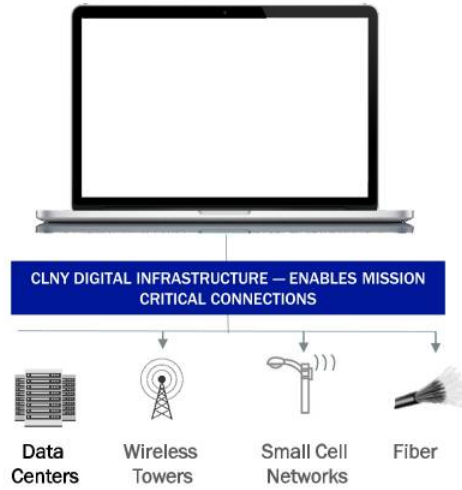 CLNY DIGITAL INFRASTRUCTURE — ENABLES MISSION
CRITICAL CONNECTIONS
Data
Centers
Wireless
Towers
Small Cell
Networks
Fiber